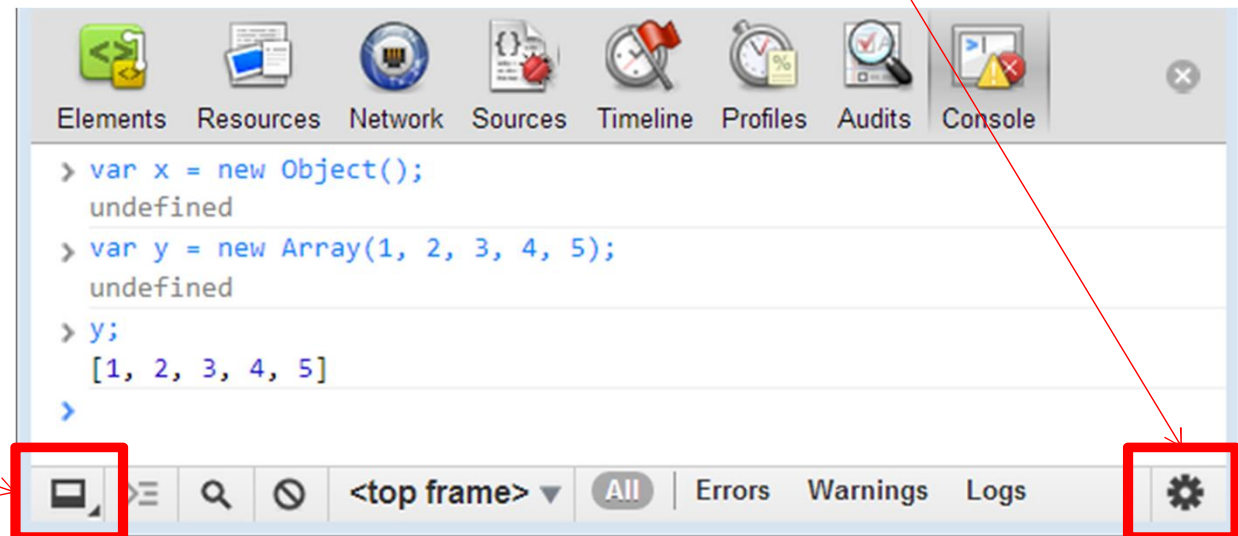 Elements Resources Network Sources Timeline Profiles Audits Console
> var x = new Object();
undefined
> var y = new Array(1, 2, 3, 4, 5);
undefined
> y;
[1, 2, 3, 4, 5]
>
<top frame> ▼ All Errors Warnings Logs